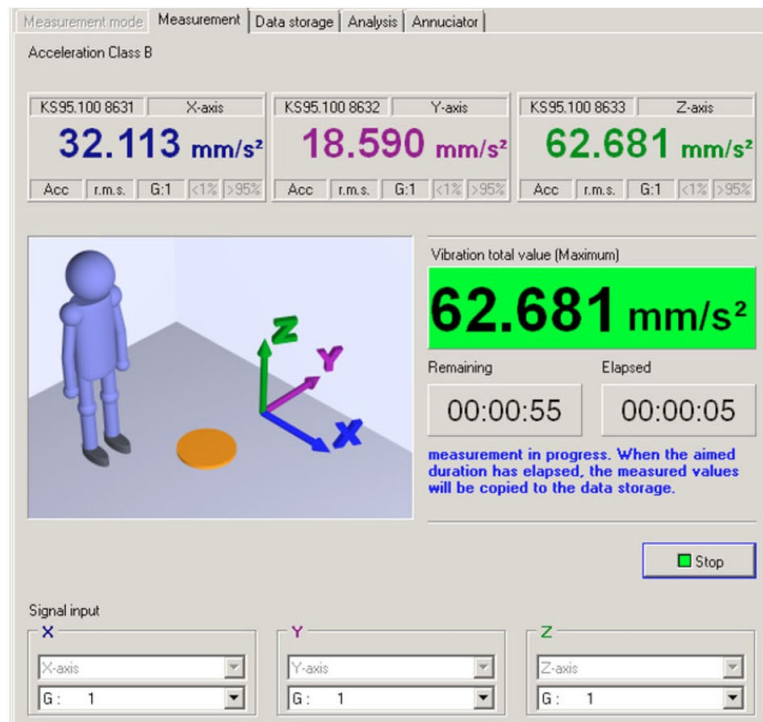 Measurement mode Measurement Data storage Analysis Annuciator
Acceleration Class B
KS95.100 8631 X-axis KS95.100 8632 Y-axis KS95.100 8633 Z-axis
32.113 mm/s² 18.590 mm/s² 62.681 mm/s²
Acc r.m.s. G:1 <1% >95% Acc r.m.s. G:1 <1% >95% Acc r.m.s. G:1 <1% >95%
Vibration total value (Maximum)
62.681 mm/s²
Z
Y
X
Remaining Elapsed
00:00:55 00:00:05
measurement in progress. When the aimed
duration has elapsed, the measured values
will be copied to the data storage.
Stop
Signal input
X Y Z
X-axis Y-axis Z-axis
G : 1 G : 1 G : 1